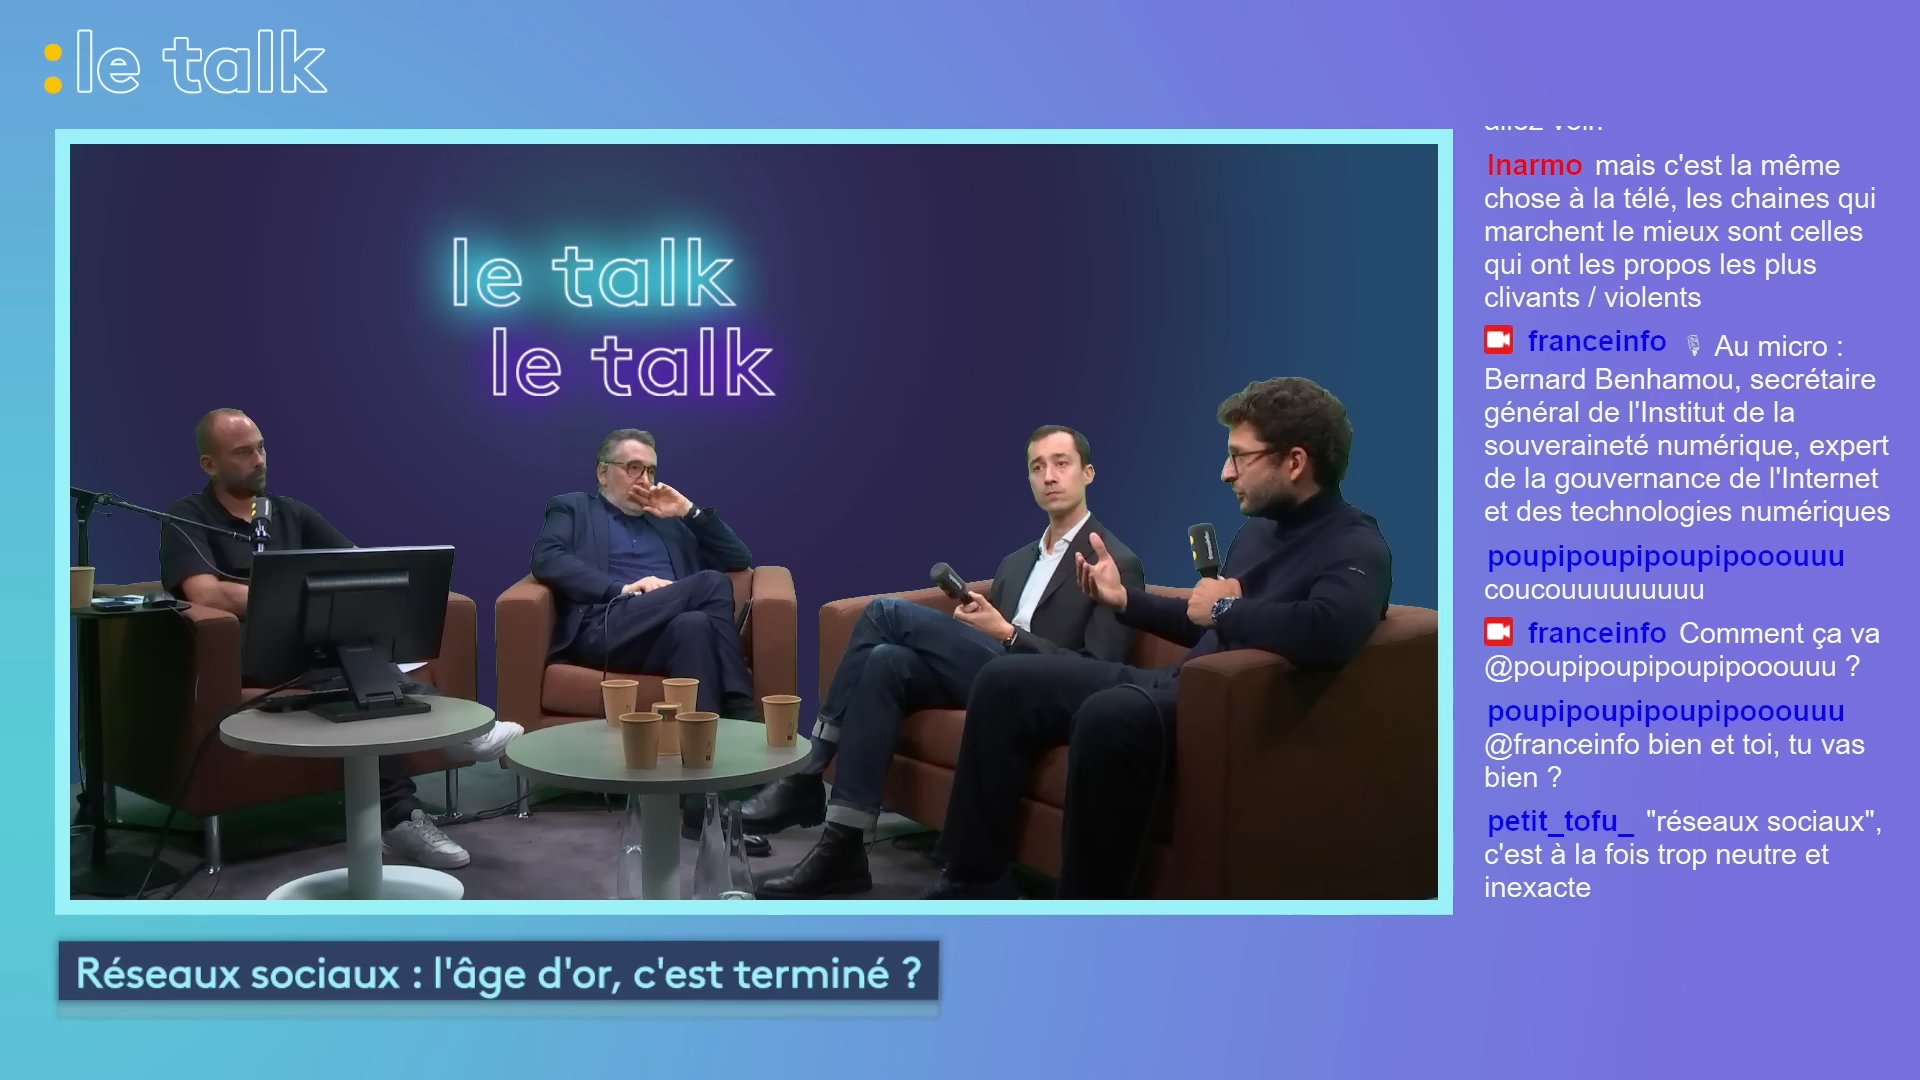 :le talk
le talk
le talk
Inarmo mais c'est la même
chose à la télé, les chaines qui
marchent le mieux sont celles
qui ont les propos les plus
clivants / violents
franceinfo 🎙 Au micro :
Bernard Benhamou, secrétaire
général de l'Institut de la
souveraineté numérique, expert
de la gouvernance de l'Internet
et des technologies numériques
poupipoupipoupipooouuu
coucouuuuuuuuu
franceinfo Comment ça va
@poupipoupipoupipooouuu ?
poupipoupipoupipooouuu
@franceinfo bien et toi, tu vas
bien ?
petit_tofu_ "réseaux sociaux",
c'est à la fois trop neutre et
inexacte
Réseaux sociaux : l'âge d'or, c'est terminé ?